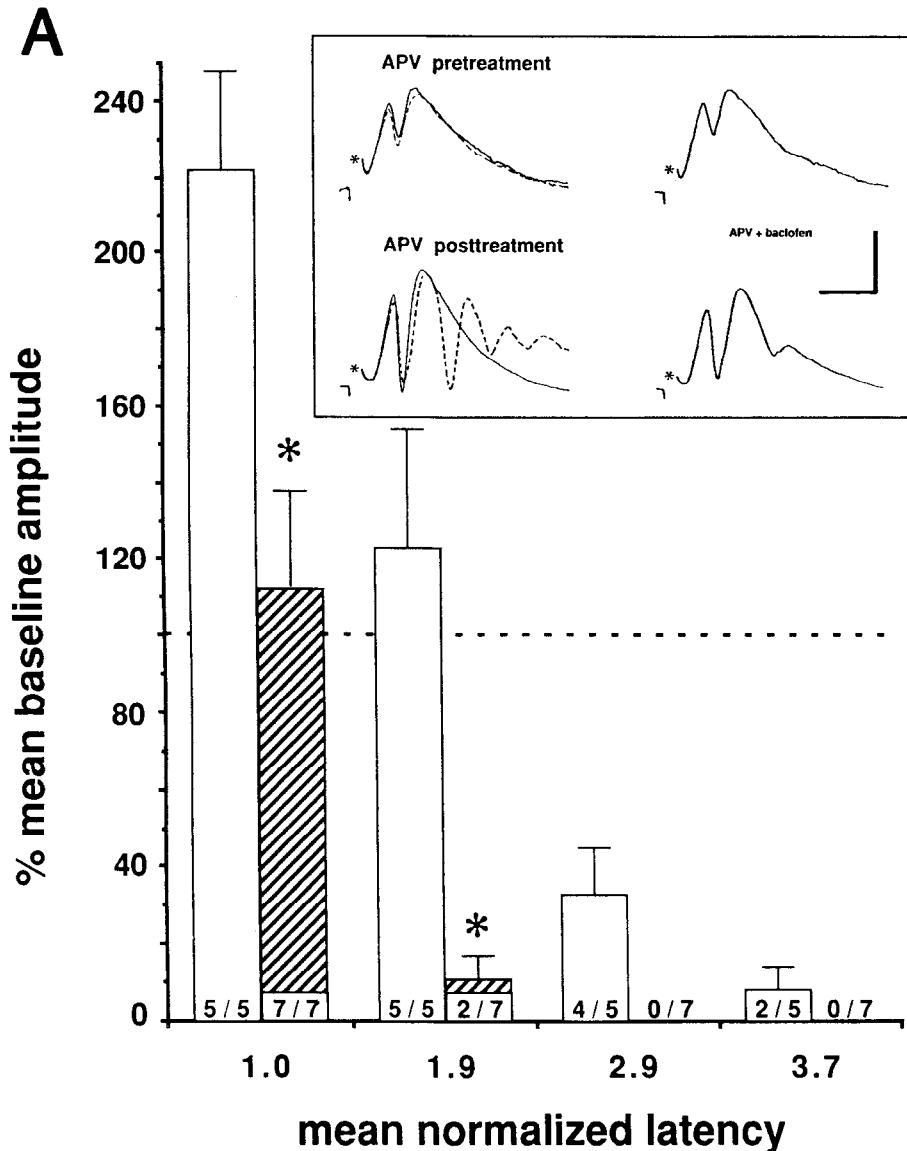 A
APV pretreatment
*
*
APV posttreatment
APV + baclofen
*
*
% mean baseline amplitude
240
200
160
120
80
40
0
*
*
5 / 5
7 / 7
5 / 5
2 / 7
4 / 5
0 / 7
2 / 5
0 / 7
1.0
1.9
2.9
3.7
mean normalized latency